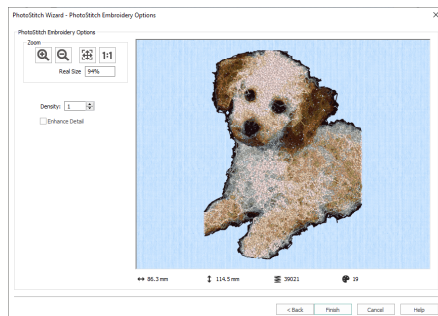 PhotoStitch Wizard - PhotoStitch Embroidery Options
PhotoStitch Embroidery Options
Zoom
1:1
Real Size 94%
Density: 1
Enhance Detail
86.3 mm 114.5 mm 39021 19
< Back Finish Cancel Help